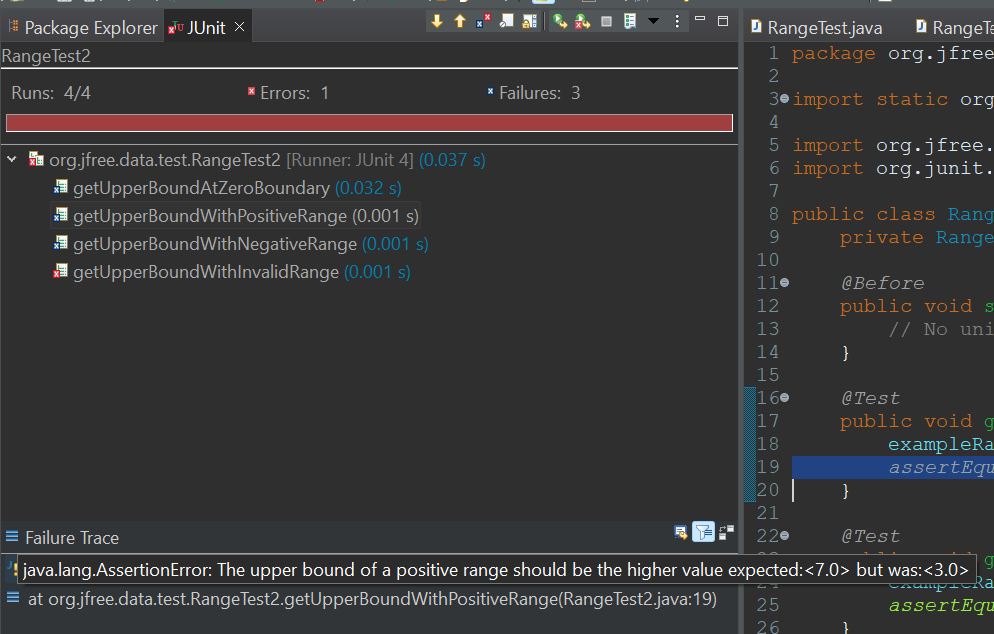 Package Explorer
JUnit
RangeTest2
Runs: 4/4
Errors: 1
Failures: 3
org.jfree.data.test.RangeTest2 [Runner: JUnit 4] (0.037 s)
getUpperBoundAtZeroBoundary (0.032 s)
getUpperBoundWithPositiveRange (0.001 s)
getUpperBoundWithNegativeRange (0.001 s)
getUpperBoundWithInvalidRange (0.001 s)
Failure Trace
java.lang.AssertionError: The upper bound of a positive range should be the higher value expected:<7.0> but was:<3.0>
at org.jfree.data.test.RangeTest2.getUpperBoundWithPositiveRange(RangeTest2.java:19)
RangeTest.java
RangeTe
1 package org.jfree
2
3 import static org
4
5 import org.jfree.
6 import org.junit.
7
8 public class Rang
9 private Range
10
11 @Before
12 public void s
13 // No uni
14 }
15
16 @Test
17 public void g
18 exampleRa
19 assertEqu
20 }
21
22 @Test
25 assertEqu
26 }